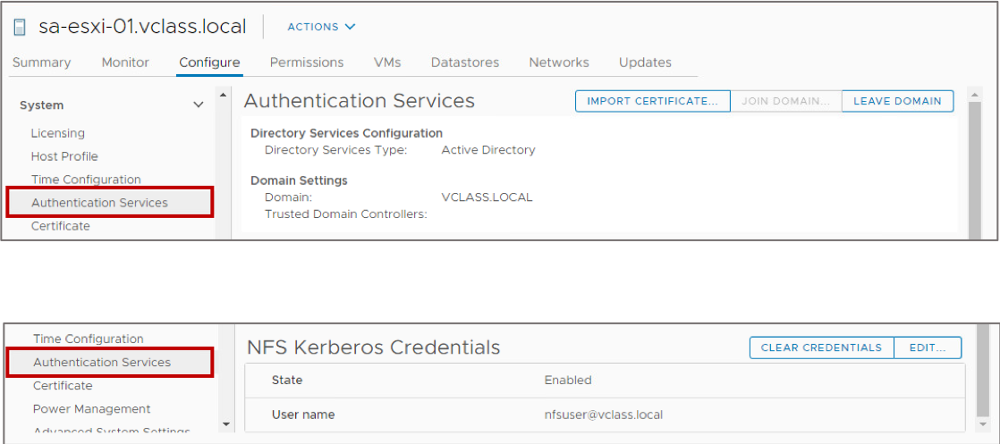 sa-esxi-01.vclass.local ACTIONS
Summary Monitor Configure Permissions VMs Datastores Networks Updates
System
Licensing
Host Profile
Time Configuration
Authentication Services
Certificate
Authentication Services IMPORT CERTIFICATE... JOIN DOMAIN... LEAVE DOMAIN
Directory Services Configuration
Directory Services Type: Active Directory
Domain Settings
Domain: VCLASS.LOCAL
Trusted Domain Controllers:
Time Configuration
Authentication Services
Certificate
Power Management
Advanced System Settings
NFS Kerberos Credentials CLEAR CREDENTIALS EDIT...
State Enabled
User name nfsuser@vclass.local